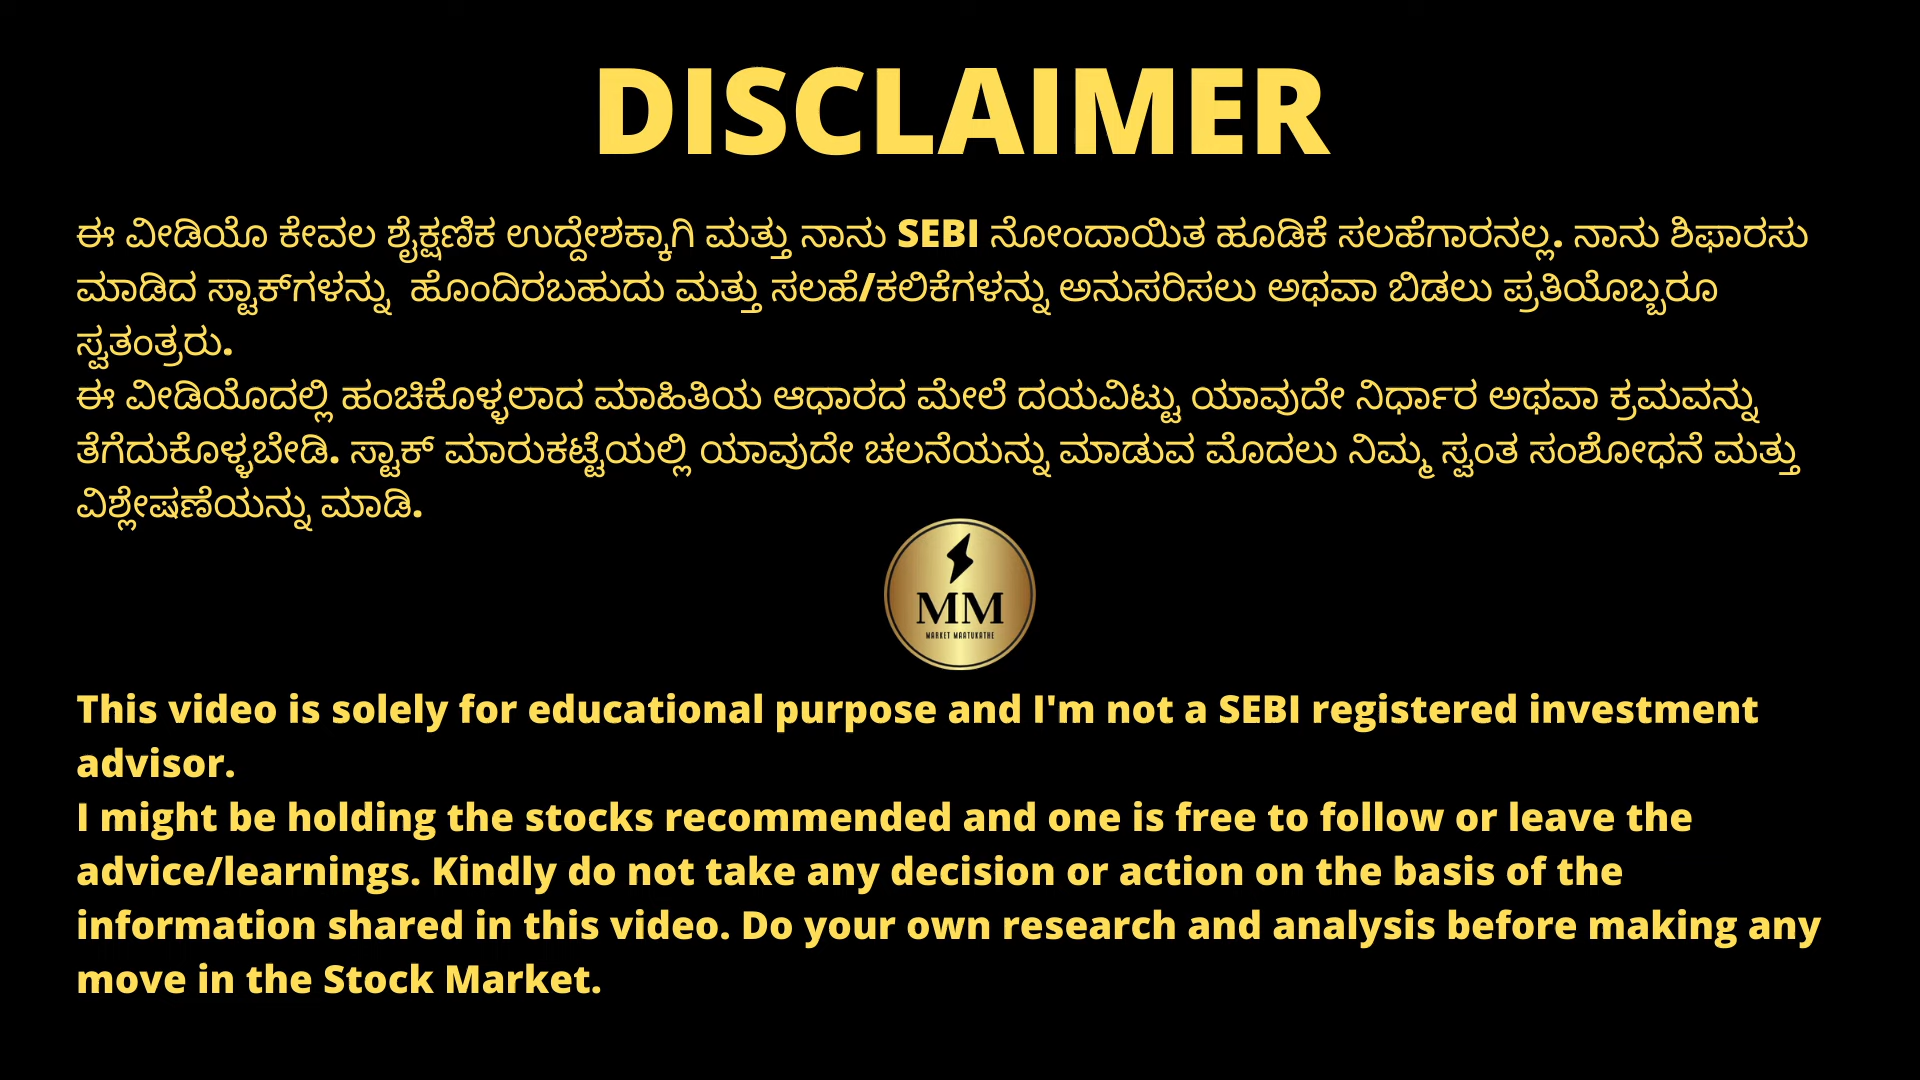 DISCLAIMER
ಈ ವೀಡಿಯೊ ಕೇವಲ ಶೈಕ್ಷಣಿಕ ಉದ್ದೇಶಕ್ಕಾಗಿ ಮತ್ತು ನಾನು SEBI ನೋಂದಾಯಿತ ಹೂಡಿಕೆ ಸಲಹೆಗಾರನಲ್ಲ. ನಾನು ಶಿಫಾರಸು
ಮಾಡಿದ ಸ್ಟಾಕ್‌ಗಳನ್ನು ಹೊಂದಿರಬಹುದು ಮತ್ತು ಸಲಹೆ/ಕಲಿಕೆಗಳನ್ನು ಅನುಸರಿಸಲು ಅಥವಾ ಬಿಡಲು ಪ್ರತಿಯೊಬ್ಬರೂ
ಸ್ವತಂತ್ರರು.
ಈ ವೀಡಿಯೊದಲ್ಲಿ ಹಂಚಿಕೊಳ್ಳಲಾದ ಮಾಹಿತಿಯ ಆಧಾರದ ಮೇಲೆ ದಯವಿಟ್ಟು ಯಾವುದೇ ನಿರ್ಧಾರ ಅಥವಾ ಕ್ರಮವನ್ನು
ತೆಗೆದುಕೊಳ್ಳಬೇಡಿ. ಸ್ಟಾಕ್ ಮಾರುಕಟ್ಟೆಯಲ್ಲಿ ಯಾವುದೇ ಚಲನೆಯನ್ನು ಮಾಡುವ ಮೊದಲು ನಿಮ್ಮ ಸ್ವಂತ ಸಂಶೋಧನೆ ಮತ್ತು
ವಿಶ್ಲೇಷಣೆಯನ್ನು ಮಾಡಿ.
MM
MARKET MAATUKATHE
This video is solely for educational purpose and I'm not a SEBI registered investment
advisor.
I might be holding the stocks recommended and one is free to follow or leave the
advice/learnings. Kindly do not take any decision or action on the basis of the
information shared in this video. Do your own research and analysis before making any
move in the Stock Market.